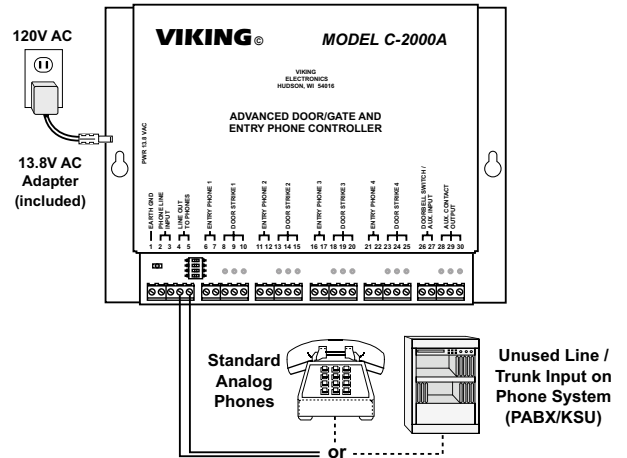 120V AC
VIKING©
MODEL C-2000A
VIKING
ELECTRONICS
HUDSON, WI 54016
ADVANCED DOOR/GATE AND
ENTRY PHONE CONTROLLER
PWR 13.8 VAC
13.8V AC
Adapter
(included)
EARTH GND
PHONE LINE
INPUT
LINE OUT
TO PHONES
ENTRY PHONE 1
DOOR STRIKE 1
ENTRY PHONE 2
DOOR STRIKE 2
ENTRY PHONE 3
DOOR STRIKE 3
ENTRY PHONE 4
DOOR STRIKE 4
DOORBELL SWITCH /
AUX. INPUT
AUX. CONTACT
OUTPUT
1 2 3 4 5 6 7 8 9 10 11 12 13 14 15 16 17 18 19 20 21 22 23 24 25 26 27 28 29 30
Standard
Analog
Phones
or
Unused Line /
Trunk Input on
Phone System
(PABX/KSU)